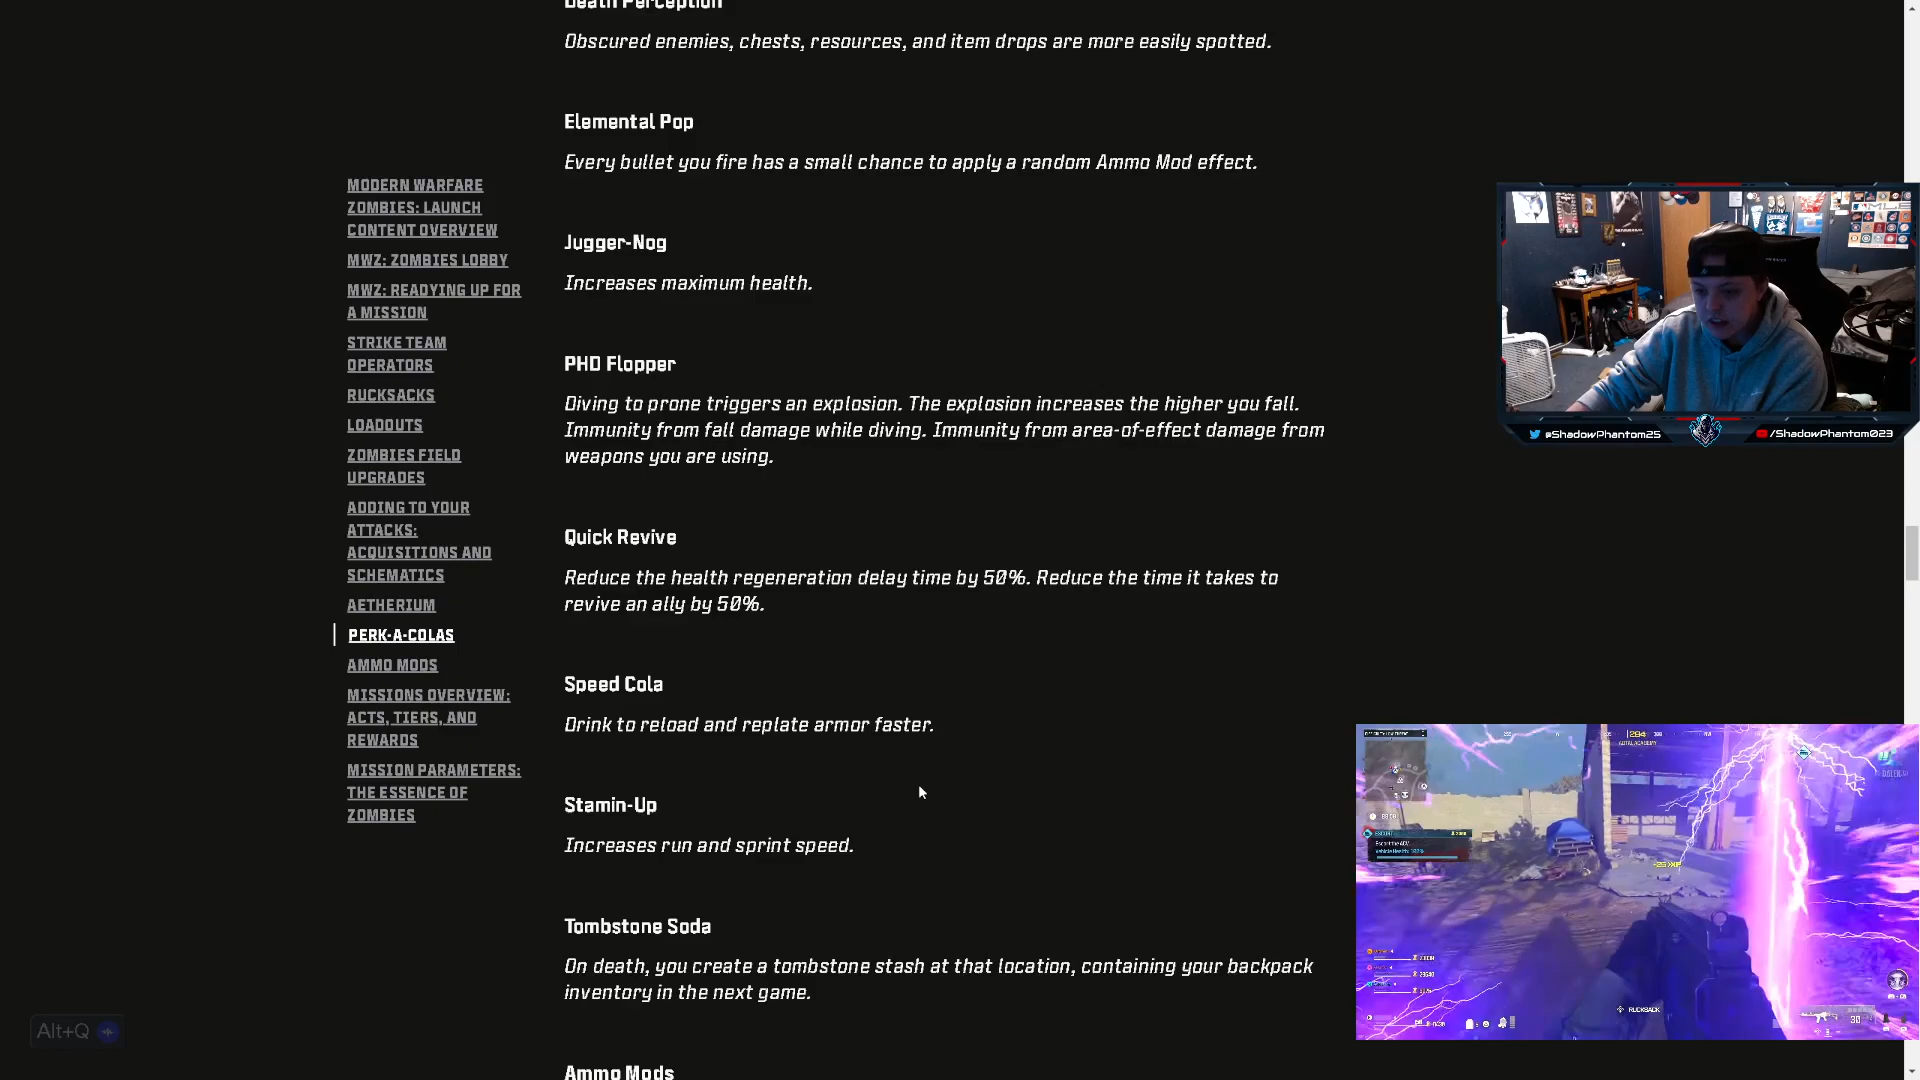 Death Perception
Obscured enemies, chests, resources, and item drops are more easily spotted.
Elemental Pop
Every bullet you fire has a small chance to apply a random Ammo Mod effect.
Jugger-Nog
Increases maximum health.
PHD Flopper
Diving to prone triggers an explosion. The explosion increases the higher you fall.
Immunity from fall damage while diving. Immunity from area-of-effect damage from
weapons you are using.
Quick Revive
Reduce the health regeneration delay time by 50%. Reduce the time it takes to
revive an ally by 50%.
Speed Cola
Drink to reload and replate armor faster.
Stamin-Up
Increases run and sprint speed.
Tombstone Soda
On death, you create a tombstone stash at that location, containing your backpack
inventory in the next game.
Ammo Mods
MODERN WARFARE
ZOMBIES: LAUNCH
CONTENT OVERVIEW
MWZ: ZOMBIES LOBBY
MWZ: READYING UP FOR
A MISSION
STRIKE TEAM
OPERATORS
RUCKSACKS
LOADOUTS
ZOMBIES FIELD
UPGRADES
ADDING TO YOUR
ATTACKS:
ACQUISITIONS AND
SCHEMATICS
AETHERIUM
PERK-A-COLAS
AMMO MODS
MISSIONS OVERVIEW:
ACTS, TIERS, AND
REWARDS
MISSION PARAMETERS:
THE ESSENCE OF
ZOMBIES
Alt+Q
@ShadowPhantom25
/ShadowPhantom023
284
ESCORT
Escort the ACV
RUCKSACK
30